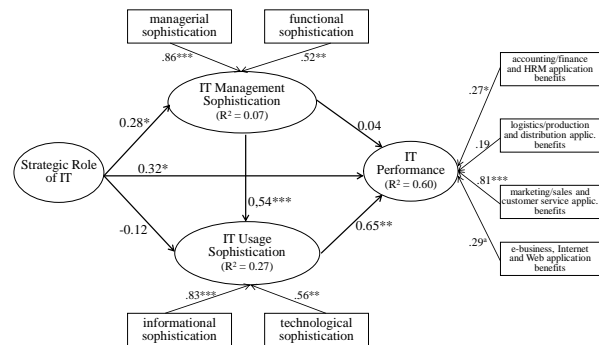 managerial
sophistication
functional
sophistication
.86***
.52**
IT Management
Sophistication
(R² = 0.07)
accounting/finance
and HRM application
benefits
.27*
0.28*
0.04
logistics/production
and distribution applic.
benefits
.19
Strategic Role
of IT
0.32*
IT
Performance
(R² = 0.60)
.81***
marketing/sales and
customer service applic.
benefits
0,54***
-0.12
IT Usage
Sophistication
(R² = 0.27)
0.65**
.29ª
e-business, Internet
and Web application
benefits
.83***
.56**
informational
sophistication
technological
sophistication